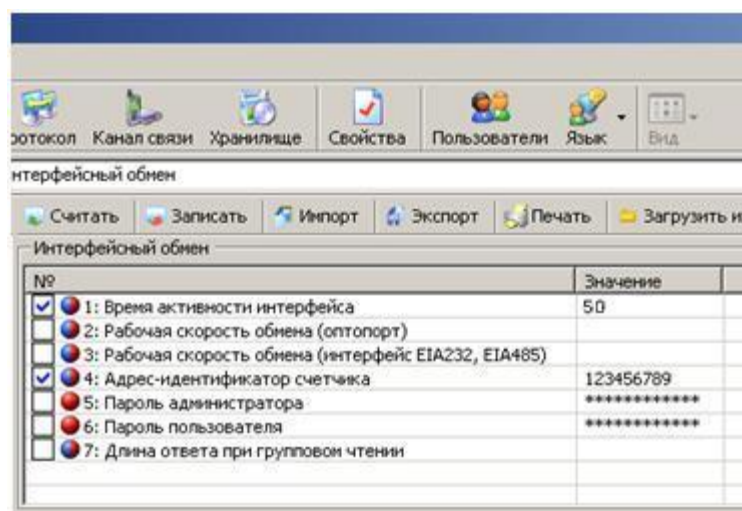 ротокол Канал связи Хранилище Свойства Пользователи Язык Вид
нтерфейсный обмен
Считать Записать Импорт Экспорт Печать Загрузить и
Интерфейсный обмен
№ Значение
1: Время активности интерфейса 50
2: Рабочая скорость обмена (оптопорт)
3: Рабочая скорость обмена (интерфейс EIA232, EIA485)
4: Адрес-идентификатор счетчика 123456789
5: Пароль администратора ************
6: Пароль пользователя ************
7: Длина ответа при групповом чтении